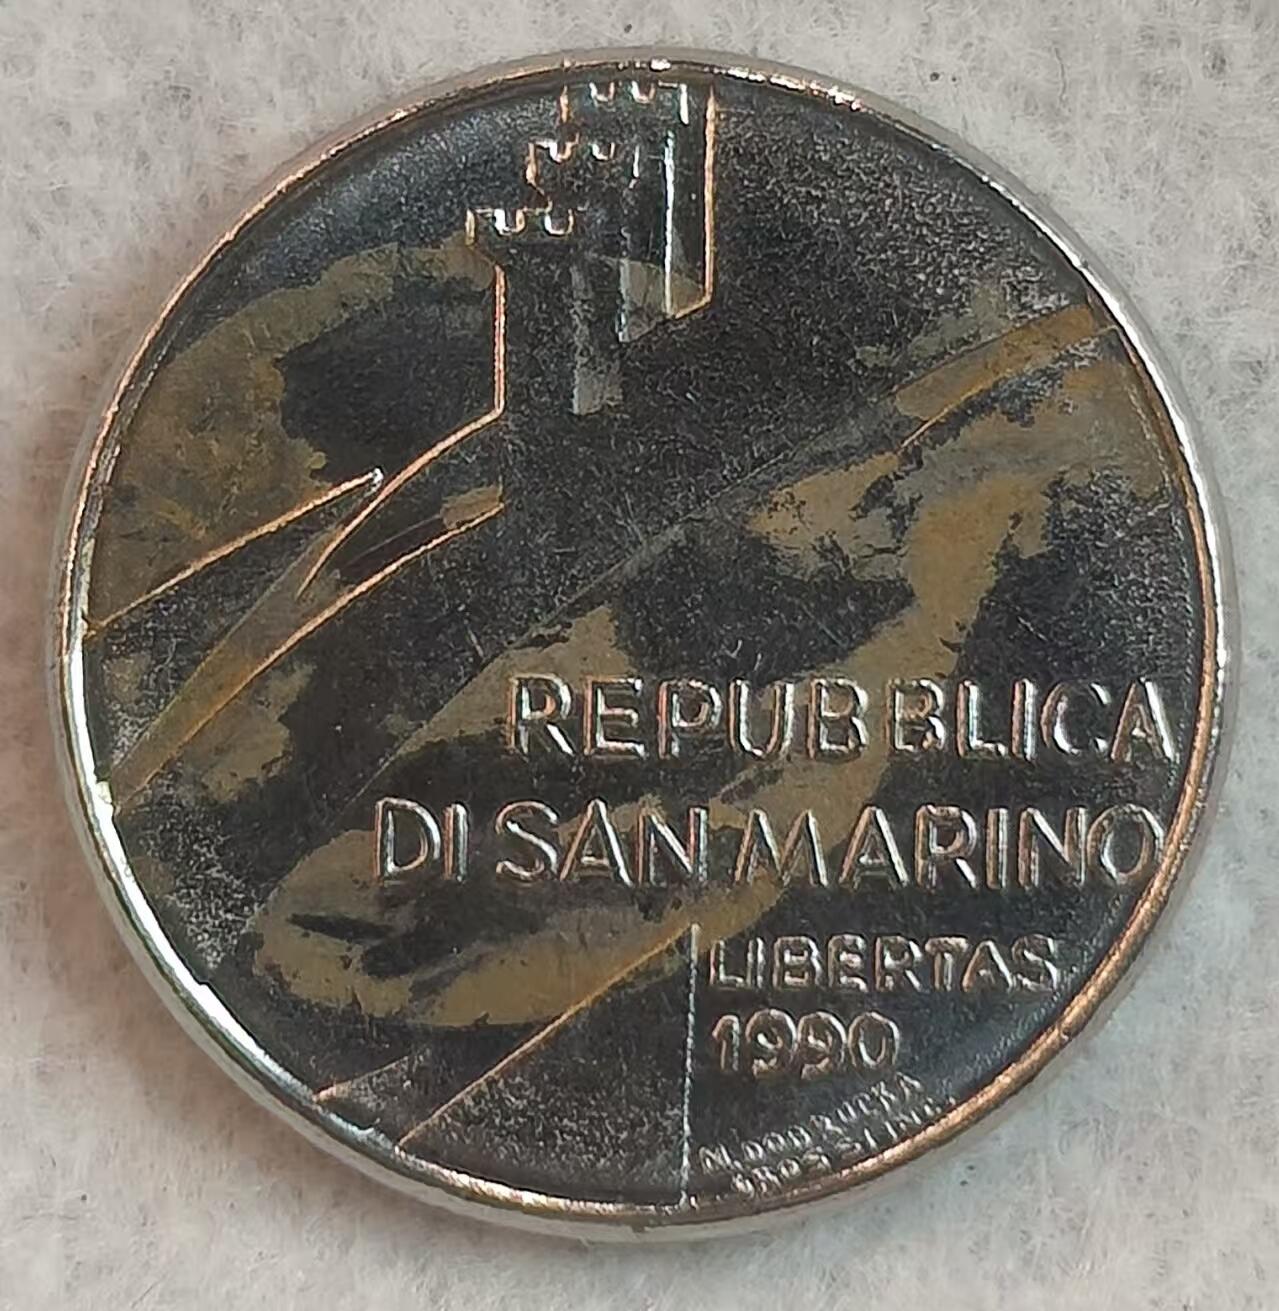 REPUBBLICA
DI SAN MARINO
LIBERTAS
1990